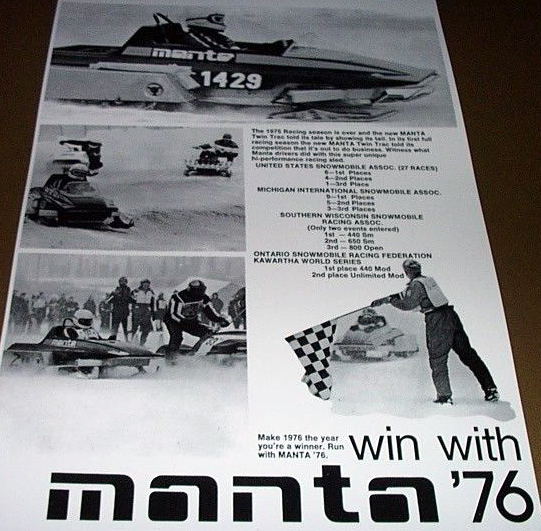 manta
1429
The 1975 Racing season is over and the new MANTA
Twin Trac told its tale by showing its tail. In its first full
racing season the new MANTA Twin Trac told its
competition that it's out to do business. Witness what
Manta drivers did with this super unique
hi-performance racing sled.
UNITED STATES SNOWMOBILE ASSOC. (27 RACES)
6—1st Places
4—2nd Places
1—3rd Place
MICHIGAN INTERNATIONAL SNOWMOBILE ASSOC.
5—2nd Places
3—3rd Places
SOUTHERN WISCONSIN SNOWMOBILE
RACING ASSOC.
(Only two events entered)
1st — 440 Sm
2nd — 650 Sm
3rd — 800 Open
ONTARIO SNOWMOBILE RACING FEDERATION
KAWARTHA WORLD SERIES
1st place 440 Mod
2nd place Unlimited Mod
manta
Make 1976 the year
you're a winner. Run
with MANTA '76.
win with
manta '76